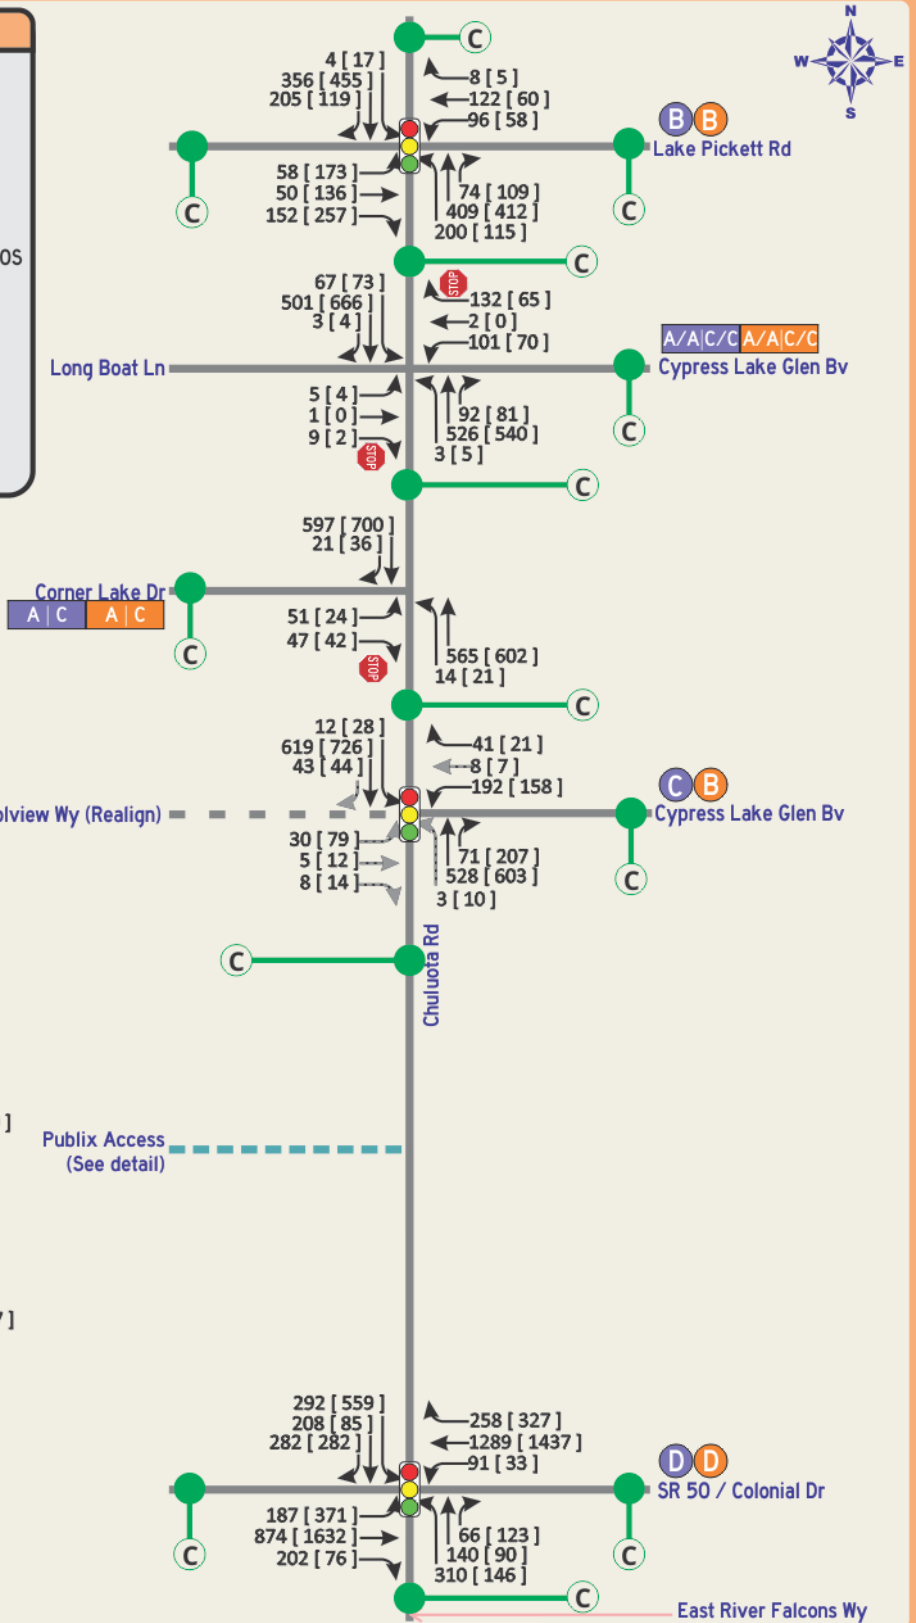 N
W E
S
C
4 [ 17 ]
356 [ 455 ]
205 [ 119 ]
8 [ 5 ]
122 [ 60 ]
96 [ 58 ]
B B
Lake Pickett Rd
58 [ 173 ]
50 [ 136 ]
152 [ 257 ]
74 [ 109 ]
409 [ 412 ]
200 [ 115 ]
C
C
OS
C
67 [ 73 ]
501 [ 666 ]
3 [ 4 ]
STOP
132 [ 65 ]
2 [ 0 ]
101 [ 70 ]
A/A|C/C A/A|C/C
Long Boat Ln
Cypress Lake Glen Bv
5 [ 4 ]
1 [ 0 ]
9 [ 2 ]
STOP
92 [ 81 ]
526 [ 540 ]
3 [ 5 ]
C
C
597 [ 700 ]
21 [ 36 ]
Corner Lake Dr
A | C A | C
51 [ 24 ]
47 [ 42 ]
STOP
565 [ 602 ]
14 [ 21 ]
C
C
12 [ 28 ]
619 [ 726 ]
43 [ 44 ]
41 [ 21 ]
8 [ 7 ]
192 [ 158 ]
C B
olview Wy (Realign)
Cypress Lake Glen Bv
30 [ 79 ]
5 [ 12 ]
8 [ 14 ]
71 [ 207 ]
528 [ 603 ]
3 [ 10 ]
C
C
Chuluota Rd
]
Publix Access
(See detail)
]
292 [ 559 ]
208 [ 85 ]
282 [ 282 ]
258 [ 327 ]
1289 [ 1437 ]
91 [ 33 ]
D D
SR 50 / Colonial Dr
187 [ 371 ]
874 [ 1632 ]
202 [ 76 ]
66 [ 123 ]
140 [ 90 ]
310 [ 146 ]
C
C
C
East River Falcons Wy